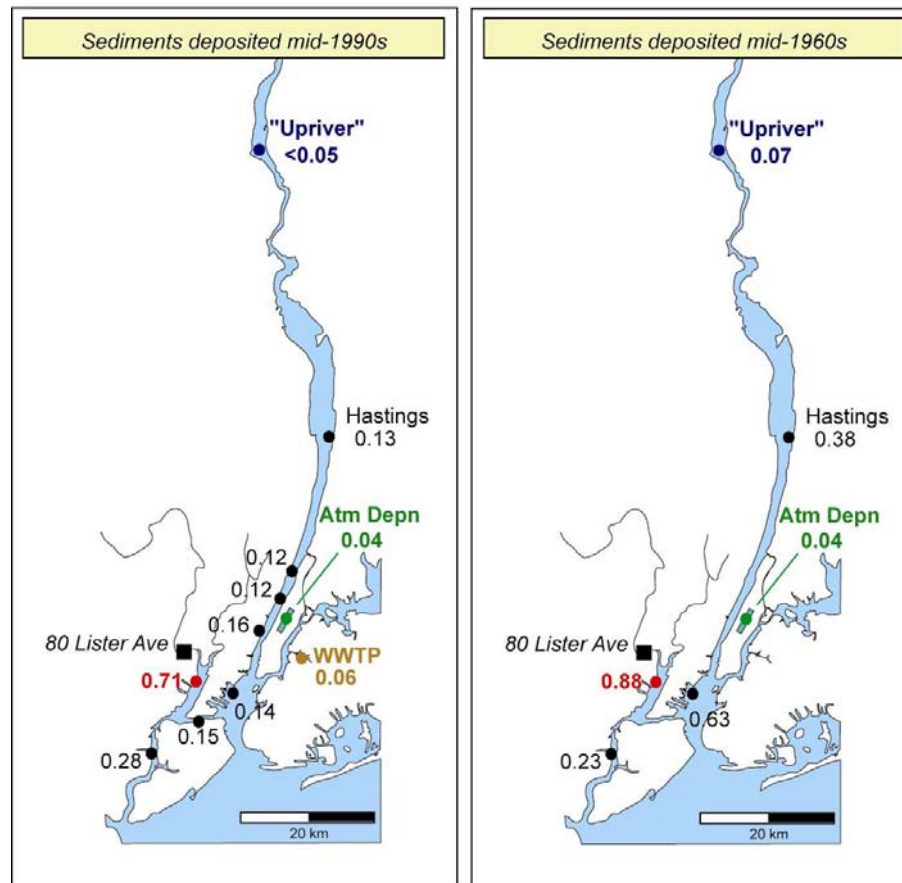 Sediments deposited mid-1990s
"Upriver"
<0.05
Hastings
0.13
Atm Depn
0.04
0.12
0.12
0.16
80 Lister Ave
WWTP
0.06
0.71
0.14
0.15
0.28
20 km
Sediments deposited mid-1960s
"Upriver"
0.07
Hastings
0.38
Atm Depn
0.04
80 Lister Ave
0.88
0.63
0.23
20 km